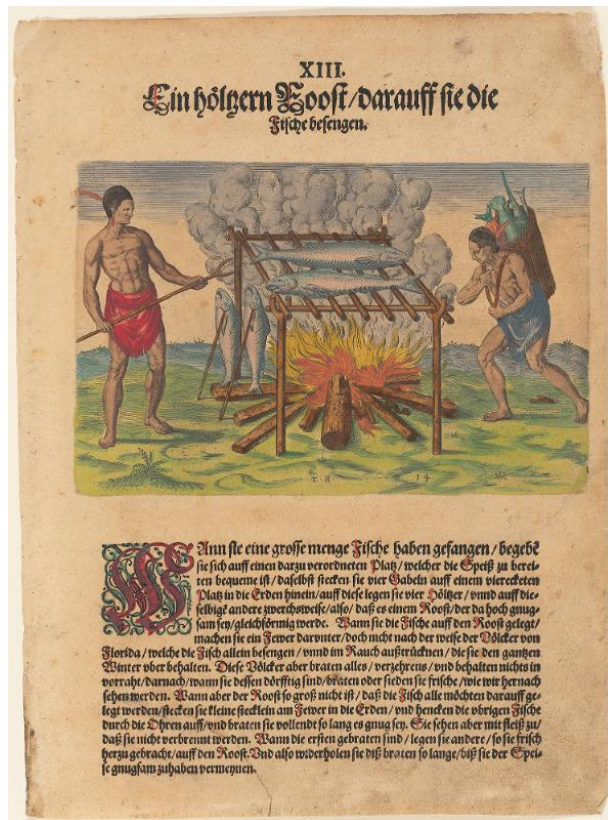 XIII.
Ein höltzern Roost/darauff sie die
Fische besengen.
T. B 14
WAnn sie eine grosse menge Fische haben gefangen/begebē
sie sich auff einen darzu verordneten Platz/welcher die Speiß zu berei-
ten bequeme ist/daselbst stecken sie vier Gabeln auff einem viereckten
Platz in die Erden hinein/auff diese legen sie vier Höltzer/vnnd auff die-
selbige andere zwerchsweise/also/daß es einem Roost/der da hoch gnug-
sam sey/gleichförmig werde. Wann sie die Fische auff den Roost gelegt/
machen sie ein Fewer darunter/doch nicht nach der weise der Völcker von
Florida/welche die Fisch allein besengen/vnnd im Rauch außtrücknen/die sie den gantzen
Winter vber behalten. Diese Völcker aber braten alles/verzehrens/vnd behalten nichts in
vorraht/darnach/wann sie dessen dörfftig sind/braten oder sieden sie frische/wie wir hernach
sehen werden. Wann aber der Roost so groß nicht ist/daß die Fisch alle möchten darauff ge-
legt werden/stecken sie kleine stecklein am Fewer in die Erden/vnd hencken die vbrigen Fische
durch die Ohren auff/vnd braten sie vollendt so lang es gnug sey. Sie sehen aber mit fleiß zu/
daß sie nicht verbrennt werden. Wann die ersten gebraten sind/legen sie andere/so sie frisch
herzu gebracht/auff den Roost. Vnd also widerholen sie diß braten so lange/biß sie der Spei-
se gnugsam zuhaben vermeynen.